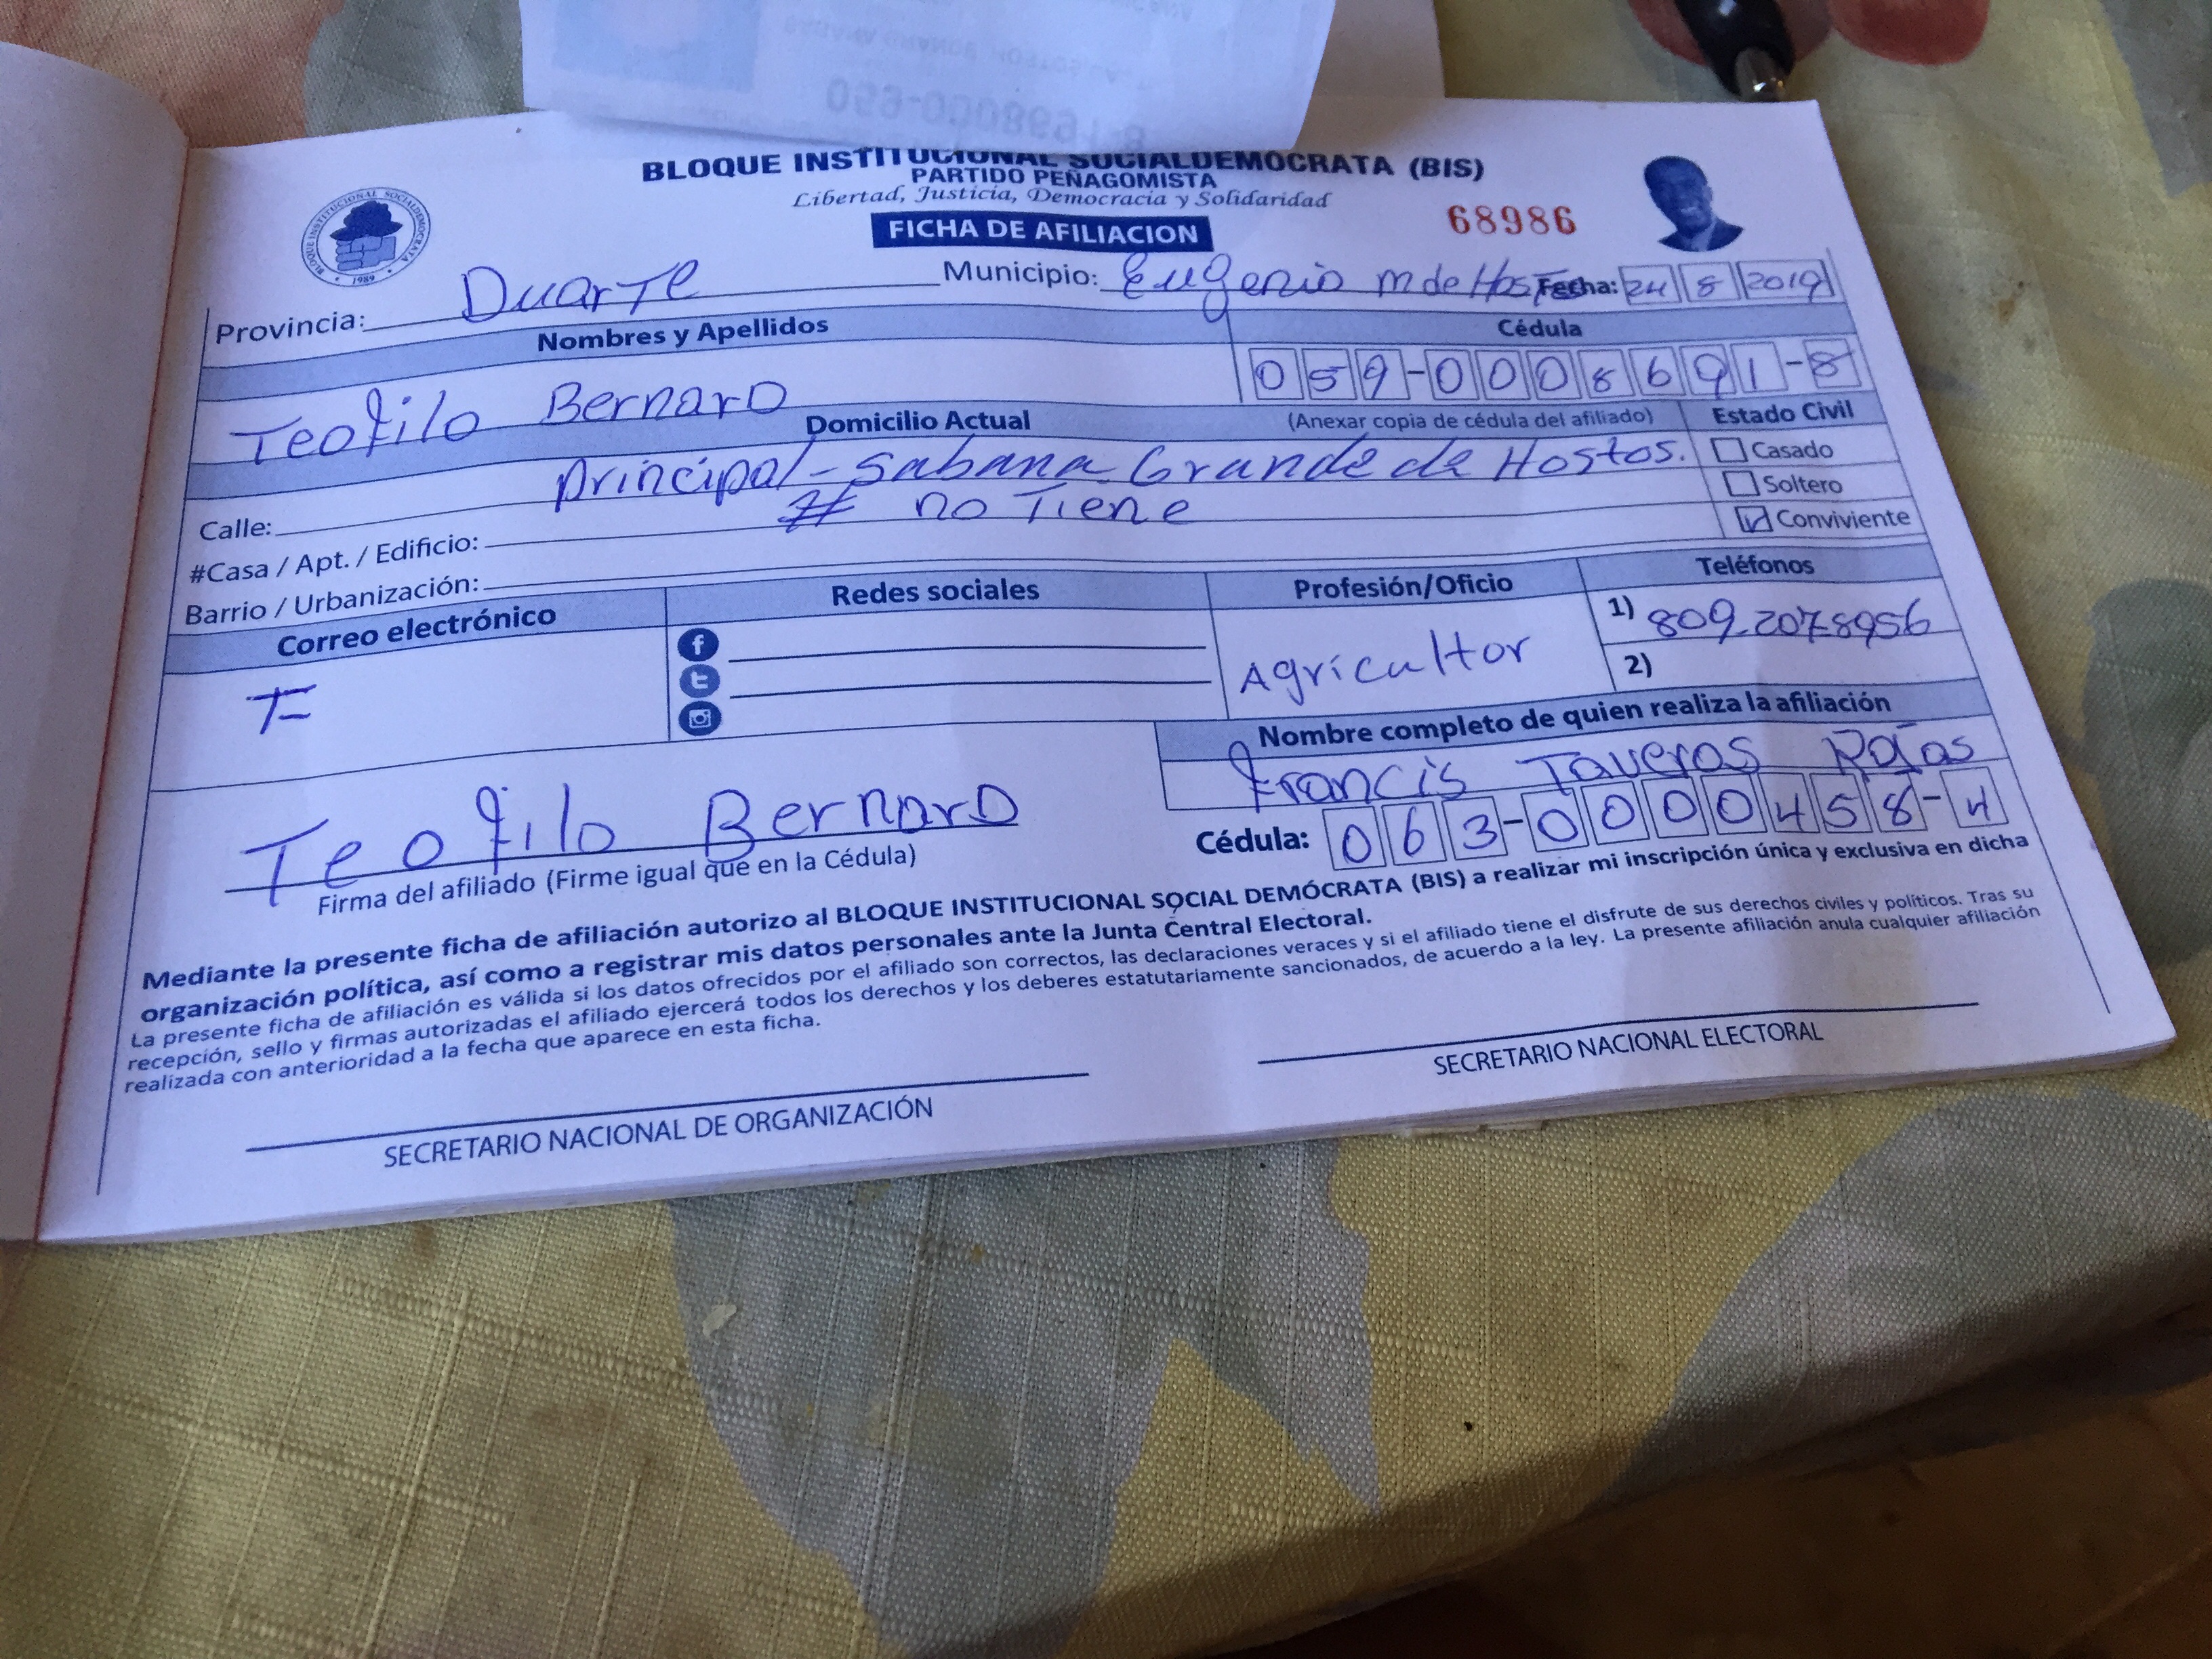 BLOQUE INSTITUCIONAL SOCIALDEMOCRATA (BIS)
PARTIDO PEÑAGOMISTA
Libertad, Justicia, Democracia y Solidaridad
FICHA DE AFILIACION
68986
BLOQUE INSTITUCIONAL SOCIALDEMOCRATA
1989
Provincia: Duarte Municipio: Eugenio M de Hostos Fecha: 24 8 2019
Nombres y Apellidos Cédula
Teofilo Bernard 059-0008691-8
Domicilio Actual (Anexar copia de cédula del afiliado) Estado Civil
Calle: principal - Sabana Grande de Hostos. Casado
#Casa / Apt. / Edificio: # no Tiene Soltero
Barrio / Urbanización: Conviviente
Correo electrónico Redes sociales Profesión/Oficio Teléfonos
Agricultor 1) 809-207-8956
2)
Nombre completo de quien realiza la afiliación
Francis Taveras Rojas
Teofilo Bernard Cédula: 063-0000458-4
Firma del afiliado (Firme igual que en la Cédula)
Mediante la presente ficha de afiliación autorizo al BLOQUE INSTITUCIONAL SOCIAL DEMÓCRATA (BIS) a realizar mi inscripción única y exclusiva en dicha
organización política, así como a registrar mis datos personales ante la Junta Central Electoral.
La presente ficha de afiliación es válida si los datos ofrecidos por el afiliado son correctos, las declaraciones veraces y si el afiliado tiene el disfrute de sus derechos civiles y políticos. Tras su
recepción, sello y firmas autorizadas el afiliado ejercerá todos los derechos y los deberes estatutariamente sancionados, de acuerdo a la ley. La presente afiliación anula cualquier afiliación
realizada con anterioridad a la fecha que aparece en esta ficha.
SECRETARIO NACIONAL DE ORGANIZACIÓN
SECRETARIO NACIONAL ELECTORAL